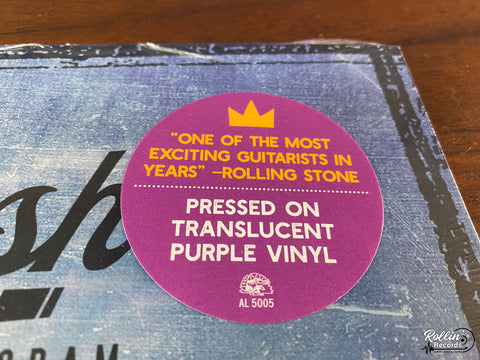 “ONE OF THE MOST
EXCITING GUITARISTS IN
YEARS” –ROLLING STONE
PRESSED ON
TRANSLUCENT
PURPLE VINYL
AL 5005
Rollin
Records